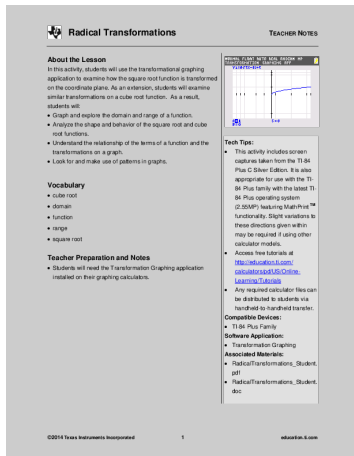 Radical Transformations
TEACHER NOTES
About the Lesson
In this activity, students will use the transformational graphing
application to examine how the square root function is transformed
on the coordinate plane. As an extension, students will examine
similar transformations on a cube root function. As a result,
students will:
• Graph and explore the domain and range of a function.
• Analyze the shape and behavior of the square root and cube
root functions.
• Understand the relationship of the terms of a function and the
transformations on a graph.
• Look for and make use of patterns in graphs.
Vocabulary
• cube root
• domain
• function
• range
• square root
Teacher Preparation and Notes
• Students will need the Transformation Graphing application
installed on their graphing calculators.
NORMAL FLOAT AUTO REAL RADIAN MP
TRANSFORMATION GRAPHING APP
Tech Tips:
• This activity includes screen
captures taken from the TI-84
Plus C Silver Edition. It is also
appropriate for use with the TI-
84 Plus family with the latest TI-
84 Plus operating system
(2.55MP) featuring MathPrint™
functionality. Slight variations to
these directions given within
may be required if using other
calculator models.
• Access free tutorials at
http://education.ti.com/
calculators/pd/US/Online-
Learning/Tutorials
• Any required calculator files can
be distributed to students via
handheld-to-handheld transfer.
Compatible Devices:
• TI-84 Plus Family
Software Application:
• Transformation Graphing
Associated Materials:
• RadicalTransformations_Student.
pdf
• RadicalTransformations_Student.
doc
©2014 Texas Instruments Incorporated
1
education.ti.com